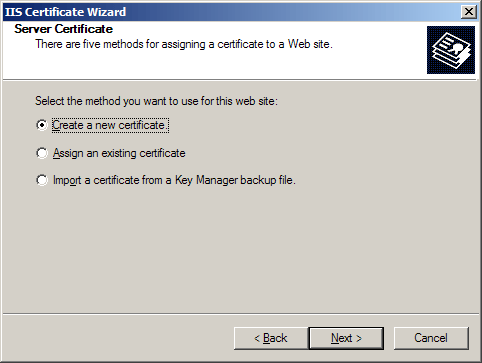 IIS Certificate Wizard
Server Certificate
There are five methods for assigning a certificate to a Web site.
Select the method you want to use for this web site:
Create a new certificate.
Assign an existing certificate
Import a certificate from a Key Manager backup file.
< Back
Next >
Cancel